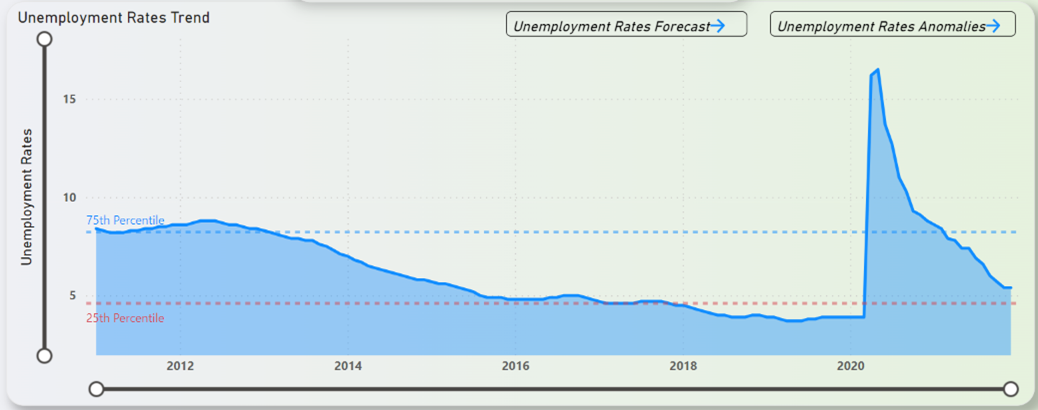 Unemployment Rates Trend
Unemployment Rates Forecast
Unemployment Rates Anomalies
Unemployment Rates
15
10
75th Percentile
5
25th Percentile
2012
2014
2016
2018
2020